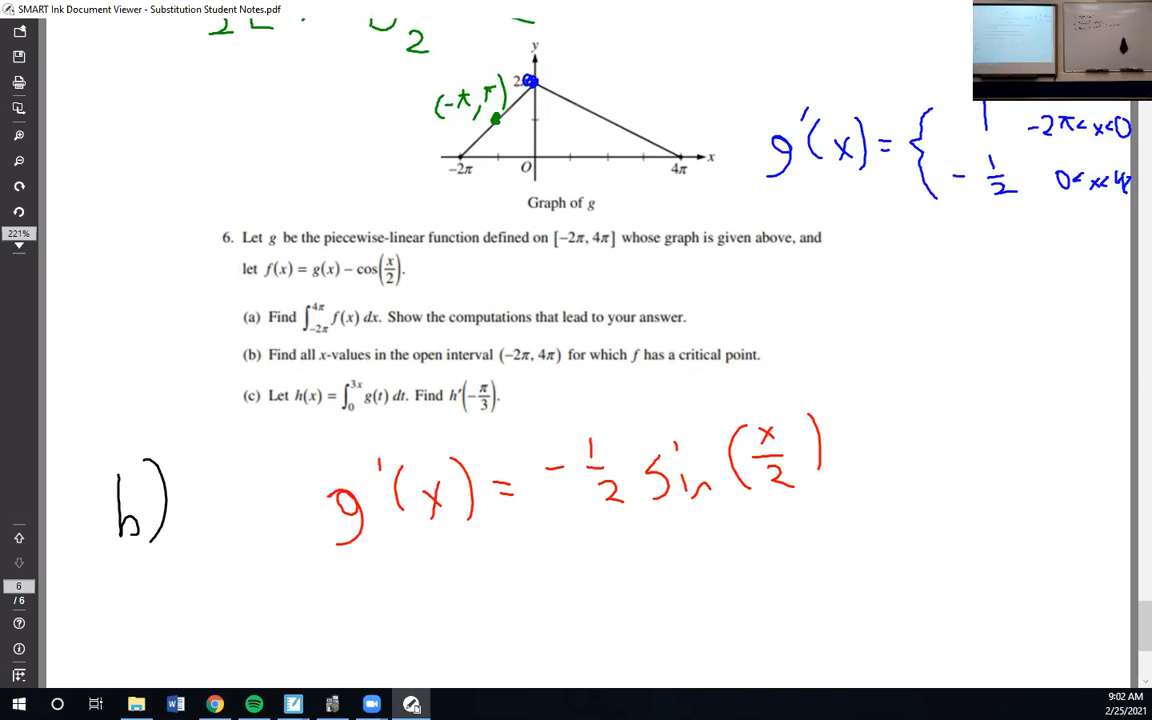 SMART Ink Document Viewer - Substitution Student Notes.pdf
2
y
2
(-π, π)
-2π
O
4π
x
Graph of g
g'(x) = { 1 -2π< x<0
- 1/2 0< x<4
6. Let g be the piecewise-linear function defined on [-2π, 4π] whose graph is given above, and
let f(x) = g(x) - cos(x/2).
(a) Find ∫_{-2π}^{4π} f(x) dx. Show the computations that lead to your answer.
(b) Find all x-values in the open interval (-2π, 4π) for which f has a critical point.
(c) Let h(x) = ∫_0^{3x} g(t) dt. Find h'(-π/3).
b) g'(x) = - 1/2 sin (x/2)
221%
6
/ 6
9:02 AM
2/25/2021